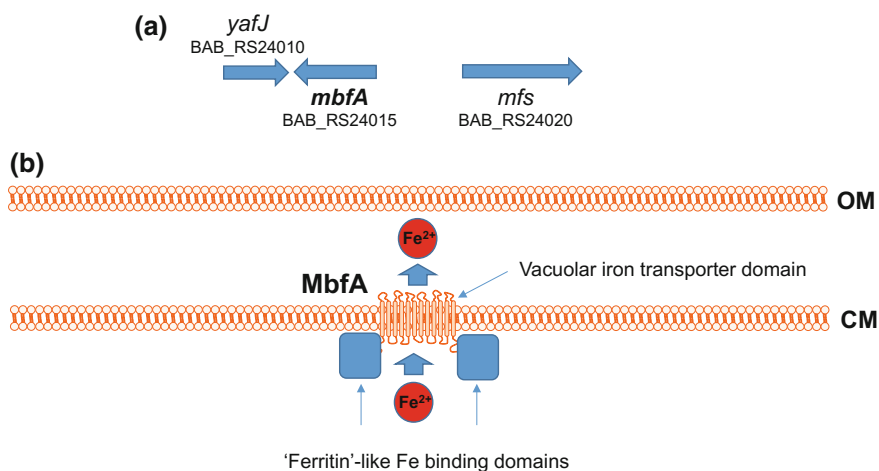 (a)
yafJ
BAB_RS24010
mbfA
BAB_RS24015
mfs
BAB_RS24020
(b)
OM
Fe²⁺
MbfA
Vacuolar iron transporter domain
CM
Fe²⁺
‘Ferritin’-like Fe binding domains